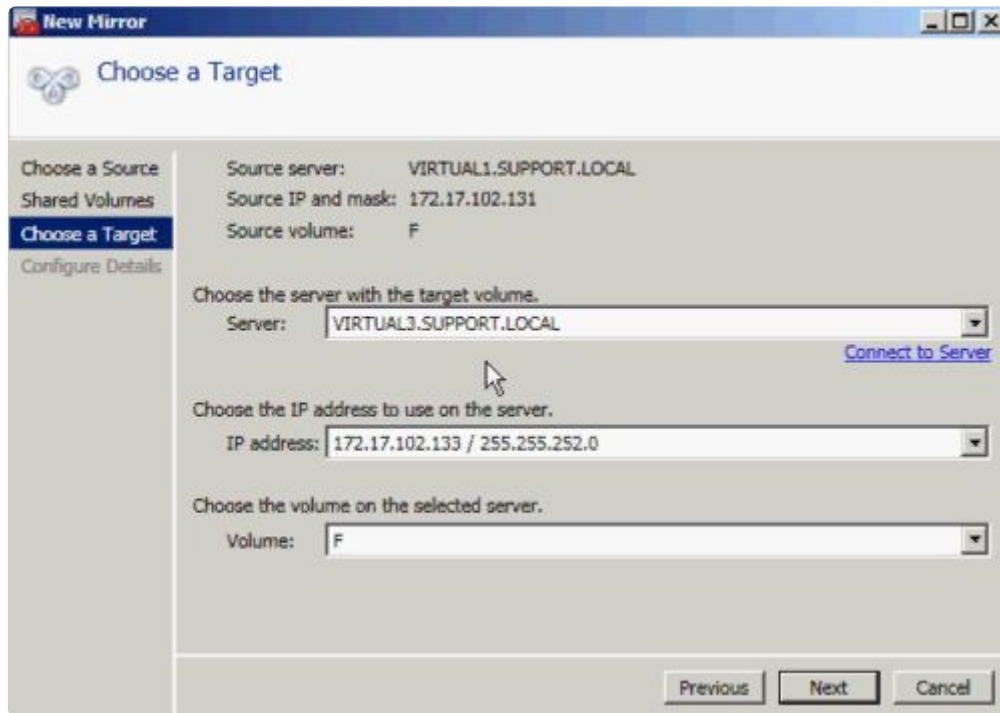 New Mirror
Choose a Target
Choose a Source
Shared Volumes
Choose a Target
Configure Details
Source server: VIRTUAL1.SUPPORT.LOCAL
Source IP and mask: 172.17.102.131
Source volume: F
Choose the server with the target volume.
Server: VIRTUAL3.SUPPORT.LOCAL
Connect to Server
Choose the IP address to use on the server.
IP address: 172.17.102.133 / 255.255.252.0
Choose the volume on the selected server.
Volume: F
Previous Next Cancel